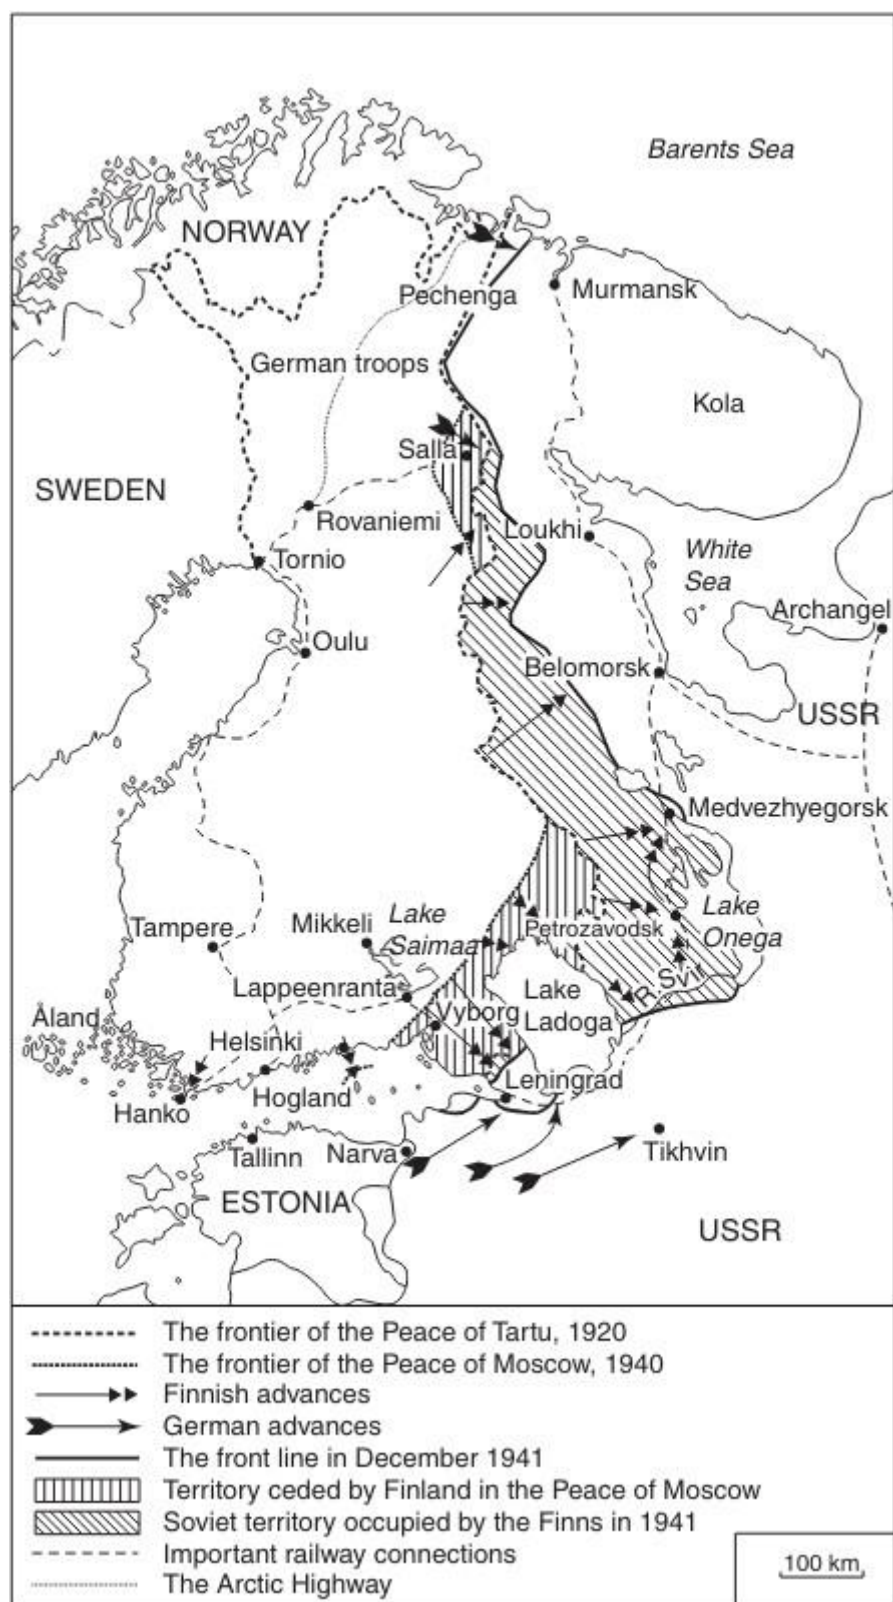 Barents Sea
NORWAY
Pechenga
Murmansk
German troops
Kola
Salla
SWEDEN
Rovaniemi
Loukhi
White
Sea
Tornio
Archangel
Oulu
Belomorsk
USSR
Medvezhyegorsk
Lake
Onega
Mikkeli
Lake
Saimaa
Tampere
Petrozavodsk
R. Svir
Lappeenranta
Lake
Ladoga
Vyborg
Åland
Helsinki
Leningrad
Hanko
Hogland
Tallinn
Narva
Tikhvin
ESTONIA
USSR
The frontier of the Peace of Tartu, 1920
The frontier of the Peace of Moscow, 1940
Finnish advances
German advances
The front line in December 1941
Territory ceded by Finland in the Peace of Moscow
Soviet territory occupied by the Finns in 1941
Important railway connections
The Arctic Highway
100 km